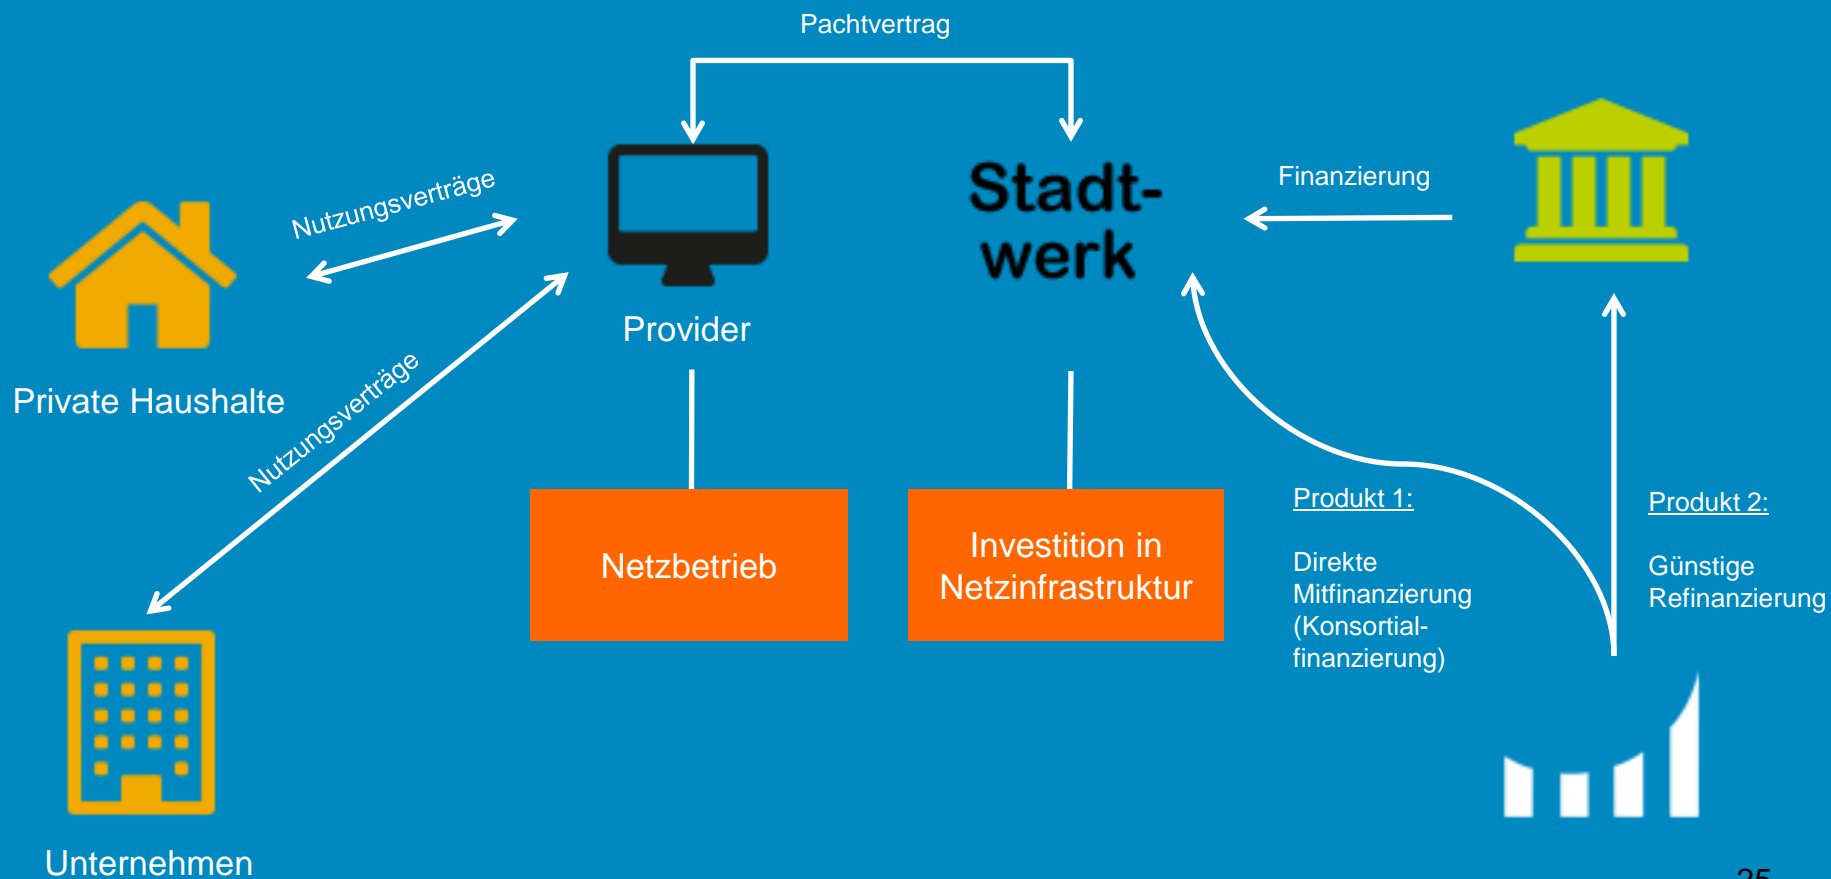 Pachtvertrag
Nutzungsverträge
Stadt-
werk
Finanzierung
Provider
Private Haushalte
Nutzungsverträge
Netzbetrieb
Investition in
Netzinfrastruktur
Produkt 1:
Direkte
Mitfinanzierung
(Konsortial-
finanzierung)
Produkt 2:
Günstige
Refinanzierung
Unternehmen
25